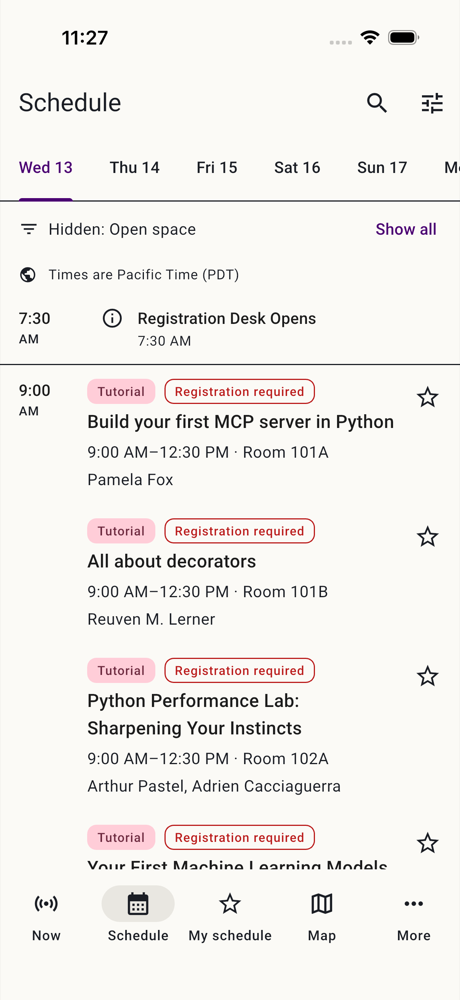 11:27
Schedule
Wed 13 Thu 14 Fri 15 Sat 16 Sun 17
Hidden: Open space Show all
Times are Pacific Time (PDT)
7:30 AM
Registration Desk Opens
7:30 AM
9:00 AM
Tutorial Registration required
Build your first MCP server in Python
9:00 AM–12:30 PM · Room 101A
Pamela Fox
Tutorial Registration required
All about decorators
9:00 AM–12:30 PM · Room 101B
Reuven M. Lerner
Tutorial Registration required
Python Performance Lab:
Sharpening Your Instincts
9:00 AM–12:30 PM · Room 102A
Arthur Pastel, Adrien Cacciaguerra
Tutorial Registration required
Your First Machine Learning Models
Now Schedule My schedule Map More